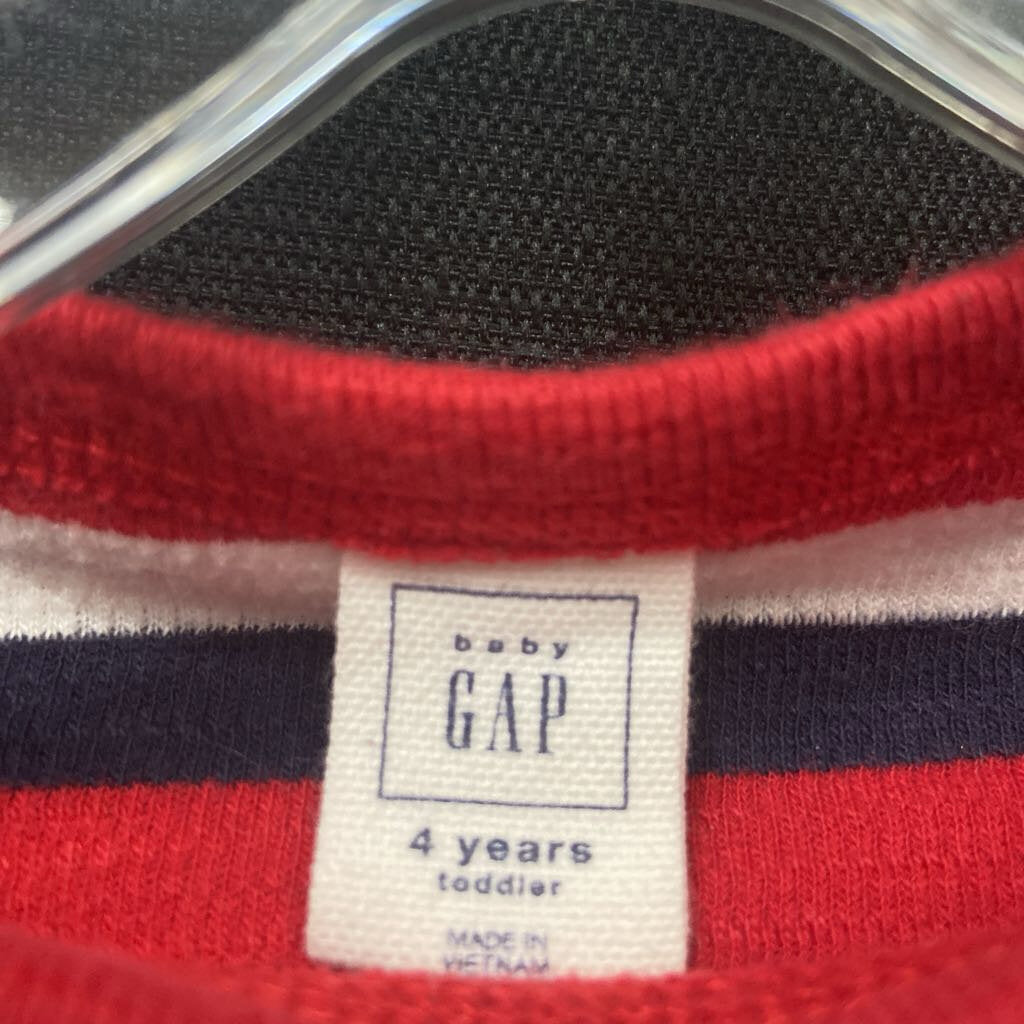 baby
GAP
4 years
toddler
MADE IN
VIETNAM